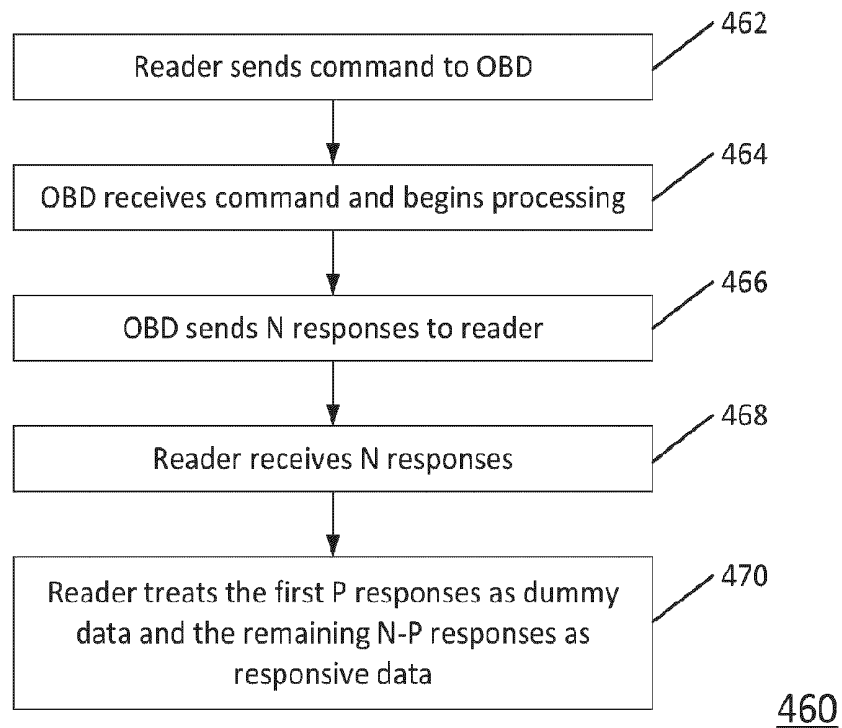 462
Reader sends command to OBD
464
OBD receives command and begins processing
466
OBD sends N responses to reader
468
Reader receives N responses
470
Reader treats the first P responses as dummy
data and the remaining N-P responses as
responsive data
460